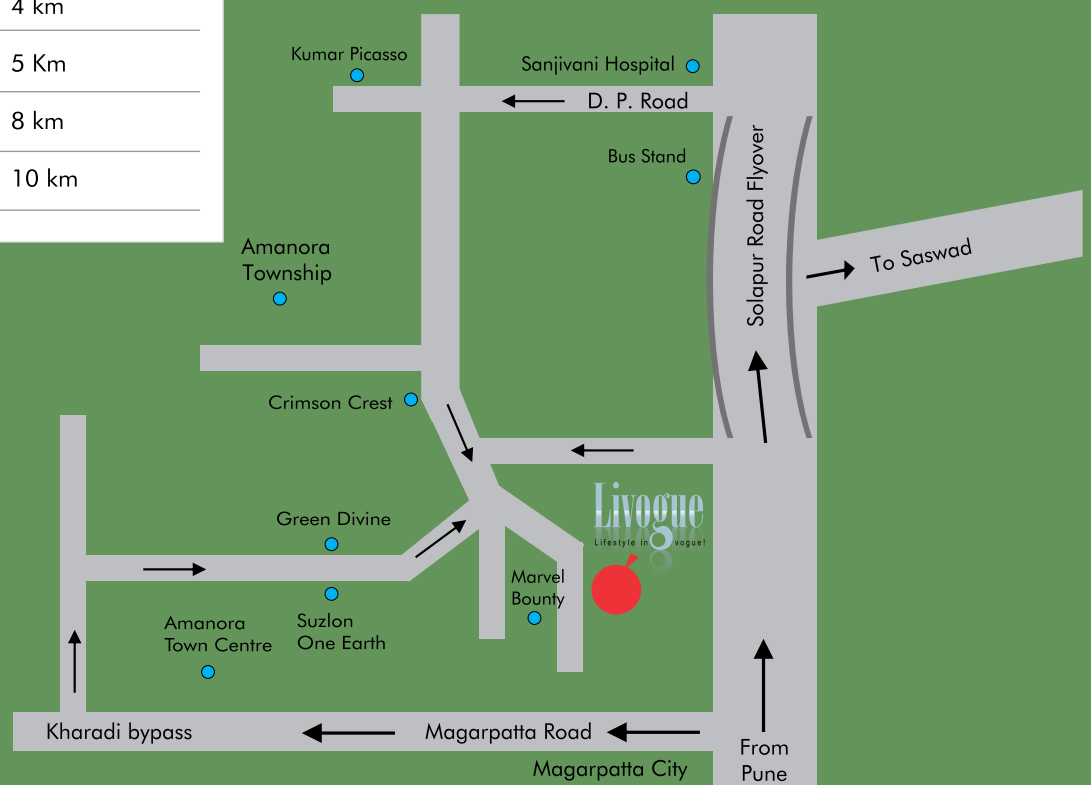 4 km
5 Km
8 km
10 km
Kumar Picasso
Sanjivani Hospital
D. P. Road
Bus Stand
Solapur Road Flyover
Amanora
Township
To Saswad
Crimson Crest
Livogue
Lifestyle in vogue!
Green Divine
Marvel
Bounty
Amanora
Town Centre
Suzlon
One Earth
Kharadi bypass
Magarpatta Road
From
Pune
Magarpatta City